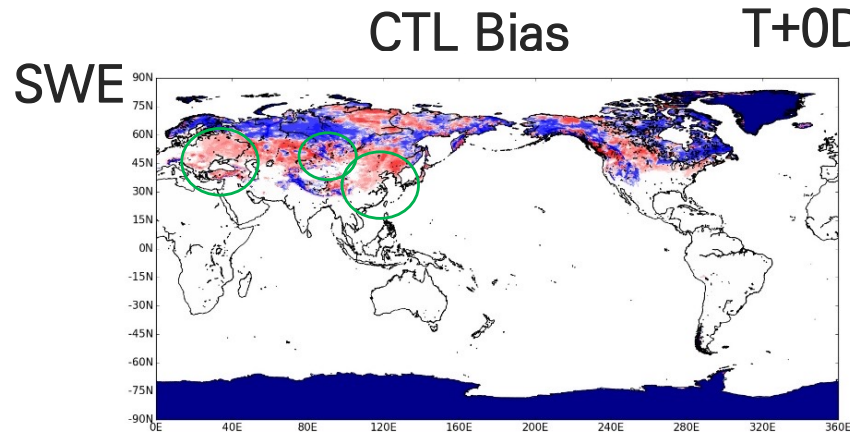 CTL Bias
T+0D
SWE
90N
75N
60N
45N
30N
15N
0N
-15N
-30N
-45N
-60N
-75N
-90N
0E 40E 80E 120E 160E 200E 240E 280E 320E 360E